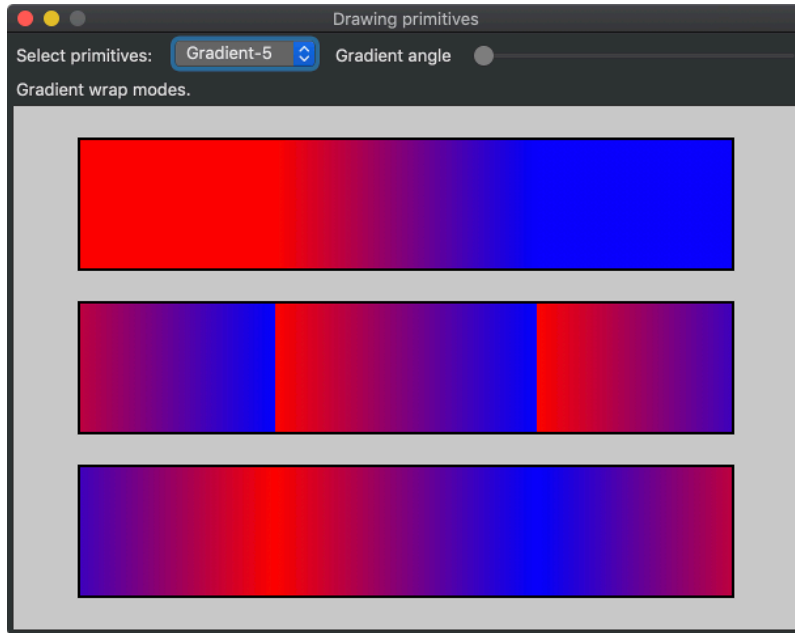 Drawing primitives
Select primitives: Gradient-5 Gradient angle
Gradient wrap modes.